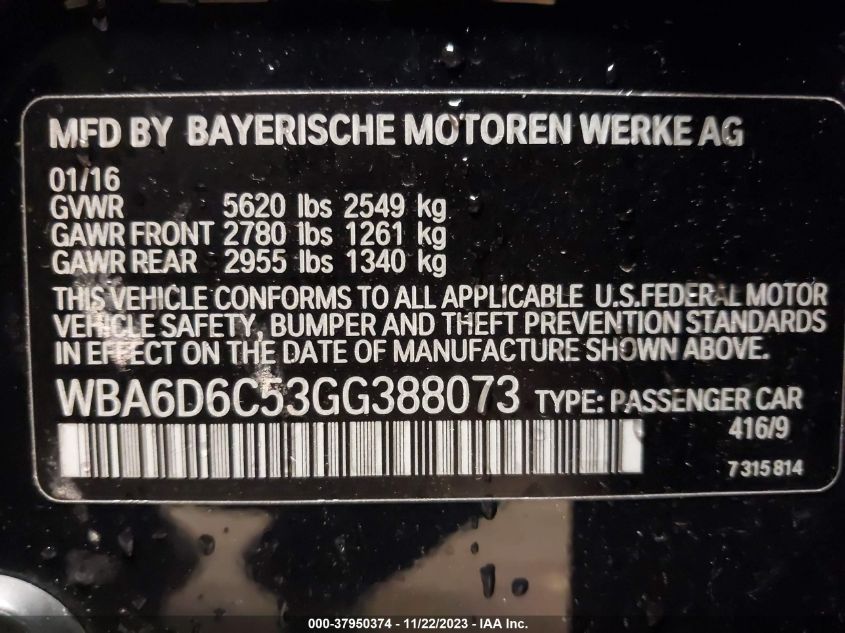 MFD BY BAYERISCHE MOTOREN WERKE AG
01/16
GVWR 5620 lbs 2549 kg
GAWR FRONT 2780 lbs 1261 kg
GAWR REAR 2955 lbs 1340 kg
THIS VEHICLE CONFORMS TO ALL APPLICABLE U.S.FEDERAL MOTOR
VEHICLE SAFETY, BUMPER AND THEFT PREVENTION STANDARDS
IN EFFECT ON THE DATE OF MANUFACTURE SHOWN ABOVE.
WBA6D6C53GG388073 TYPE: PASSENGER CAR
416/9
7 315 814
000-37950374 - 11/22/2023 - IAA Inc.